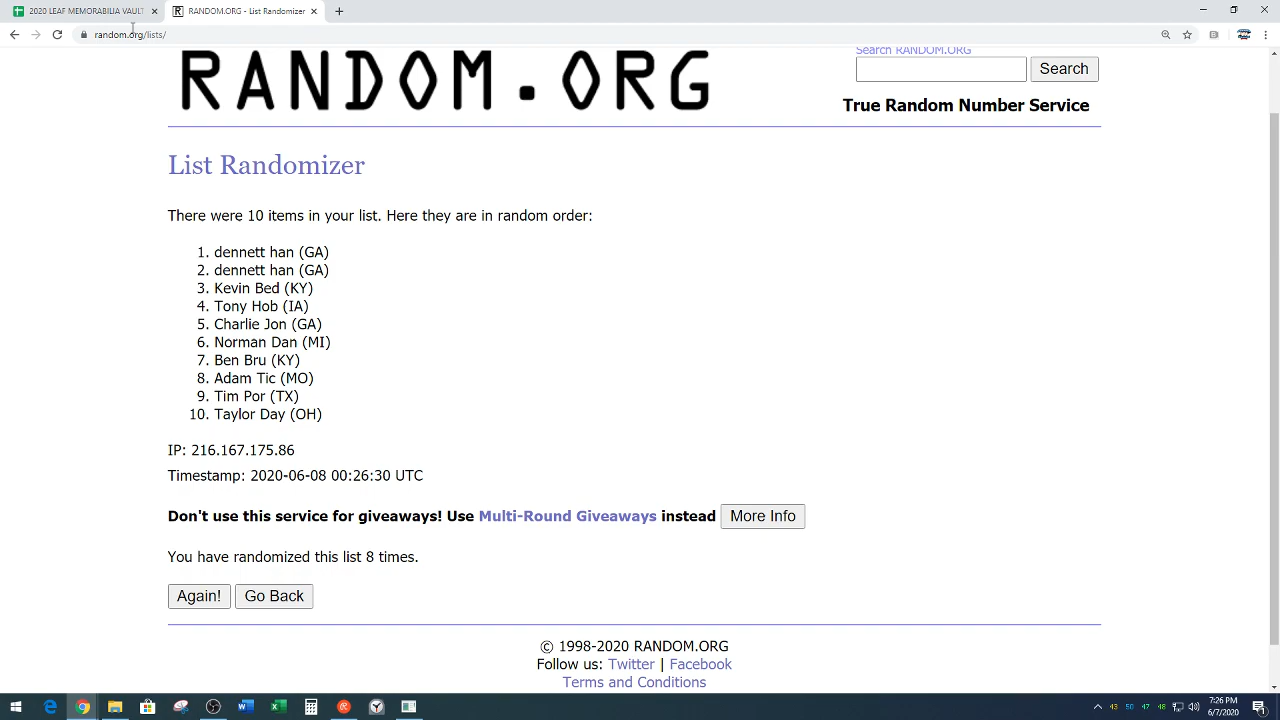 2020 LEAF MEMORABILIA VAULT
RANDOM.ORG - List Randomizer
random.org/lists/
RANDOM.ORG
Search RANDOM.ORG
Search
True Random Number Service
List Randomizer
There were 10 items in your list. Here they are in random order:
1. dennett han (GA)
2. dennett han (GA)
3. Kevin Bed (KY)
4. Tony Hob (IA)
5. Charlie Jon (GA)
6. Norman Dan (MI)
7. Ben Bru (KY)
8. Adam Tic (MO)
9. Tim Por (TX)
10. Taylor Day (OH)
IP: 216.167.175.86
Timestamp: 2020-06-08 00:26:30 UTC
Don't use this service for giveaways! Use Multi-Round Giveaways instead More Info
You have randomized this list 8 times.
Again! Go Back
© 1998-2020 RANDOM.ORG
Follow us: Twitter | Facebook
Terms and Conditions
43 50 47 48
7:26 PM
6/7/2020